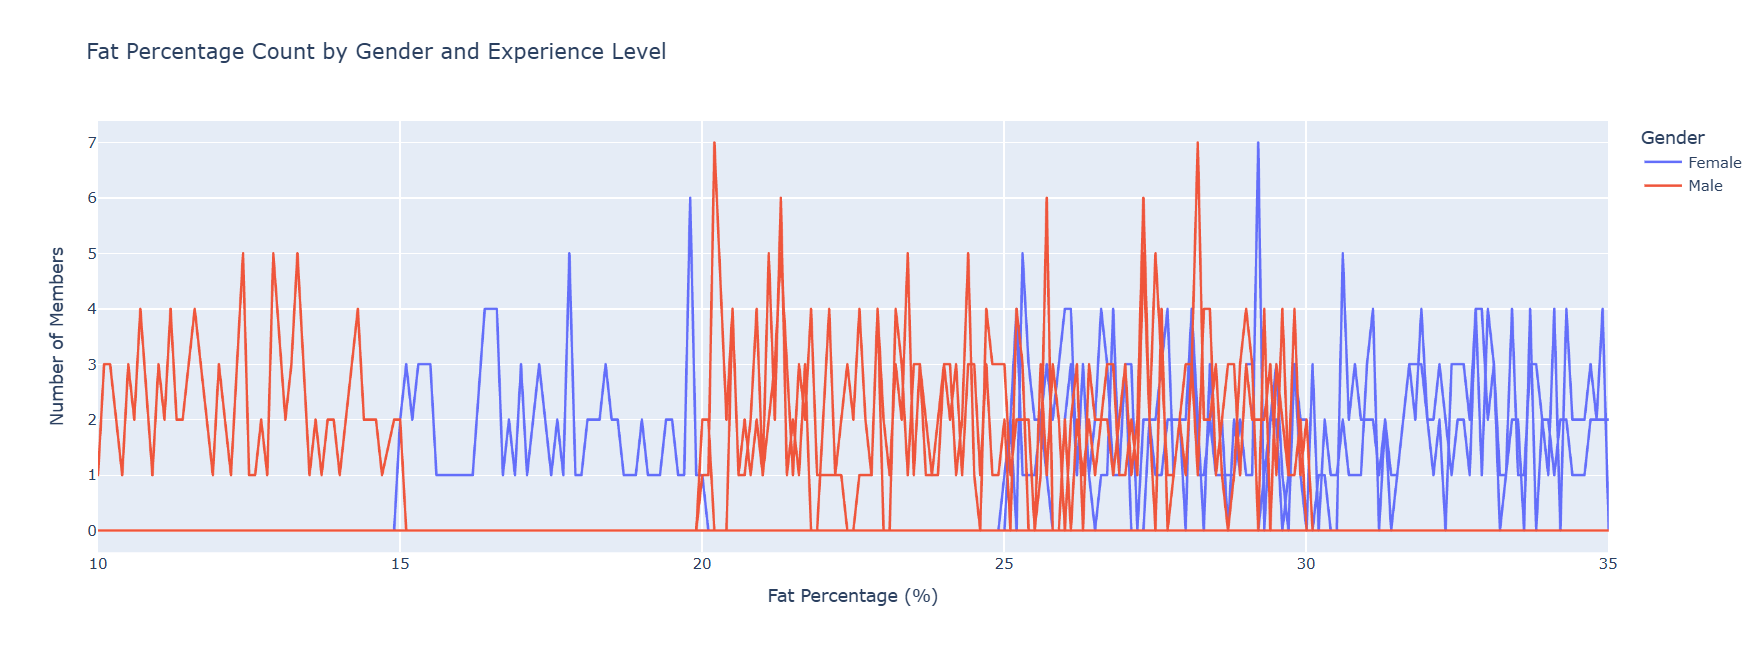 Fat Percentage Count by Gender and Experience Level
Gender
Female
Male
Number of Members
7
6
5
4
3
2
1
0
10 15 20 25 30 35
Fat Percentage (%)